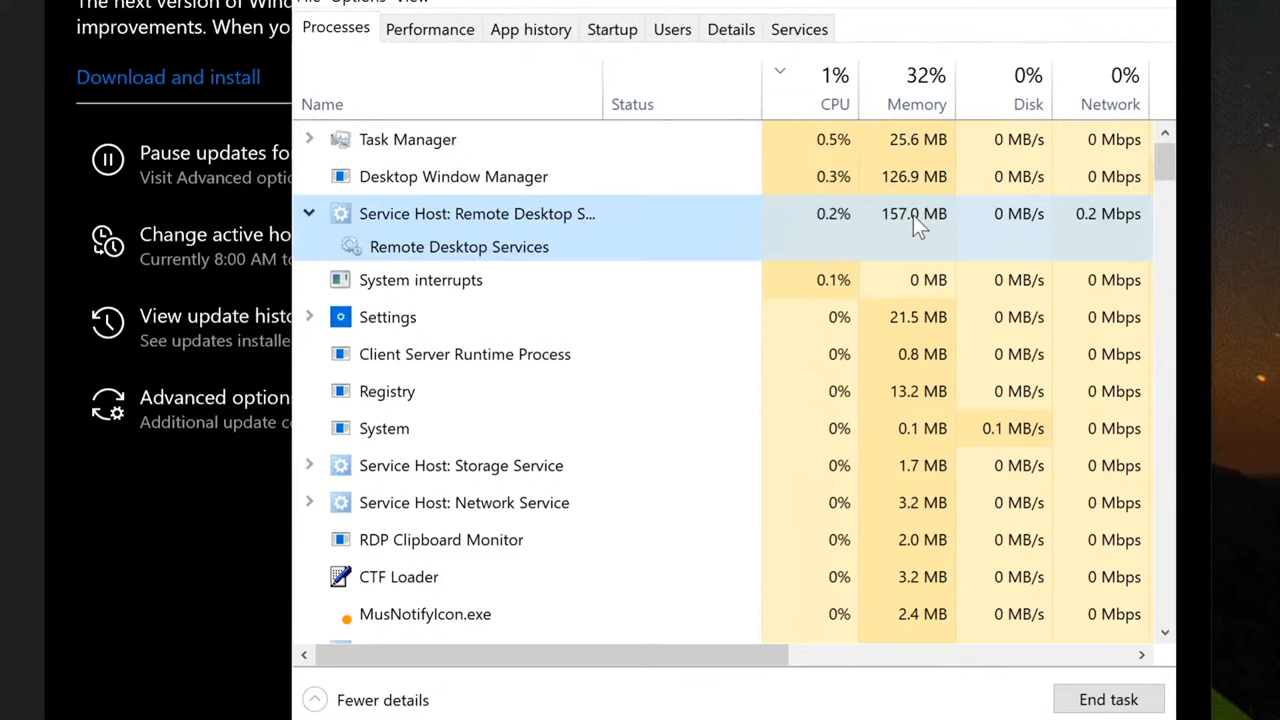 The next version of Win
improvements. When yo
Download and install
Pause updates fo
Visit Advanced optio
Change active ho
Currently 8:00 AM to
View update histo
See updates installe
Advanced option
Additional update co
File Options View
Processes Performance App history Startup Users Details Services
1% 32% 0% 0%
Name Status CPU Memory Disk Network
Task Manager 0.5% 25.6 MB 0 MB/s 0 Mbps
Desktop Window Manager 0.3% 126.9 MB 0 MB/s 0 Mbps
Service Host: Remote Desktop S... 0.2% 157.0 MB 0 MB/s 0.2 Mbps
Remote Desktop Services
System interrupts 0.1% 0 MB 0 MB/s 0 Mbps
Settings 0% 21.5 MB 0 MB/s 0 Mbps
Client Server Runtime Process 0% 0.8 MB 0 MB/s 0 Mbps
Registry 0% 13.2 MB 0 MB/s 0 Mbps
System 0% 0.1 MB 0.1 MB/s 0 Mbps
Service Host: Storage Service 0% 1.7 MB 0 MB/s 0 Mbps
Service Host: Network Service 0% 3.2 MB 0 MB/s 0 Mbps
RDP Clipboard Monitor 0% 2.0 MB 0 MB/s 0 Mbps
CTF Loader 0% 3.2 MB 0 MB/s 0 Mbps
MusNotifyIcon.exe 0% 2.4 MB 0 MB/s 0 Mbps
Fewer details
End task